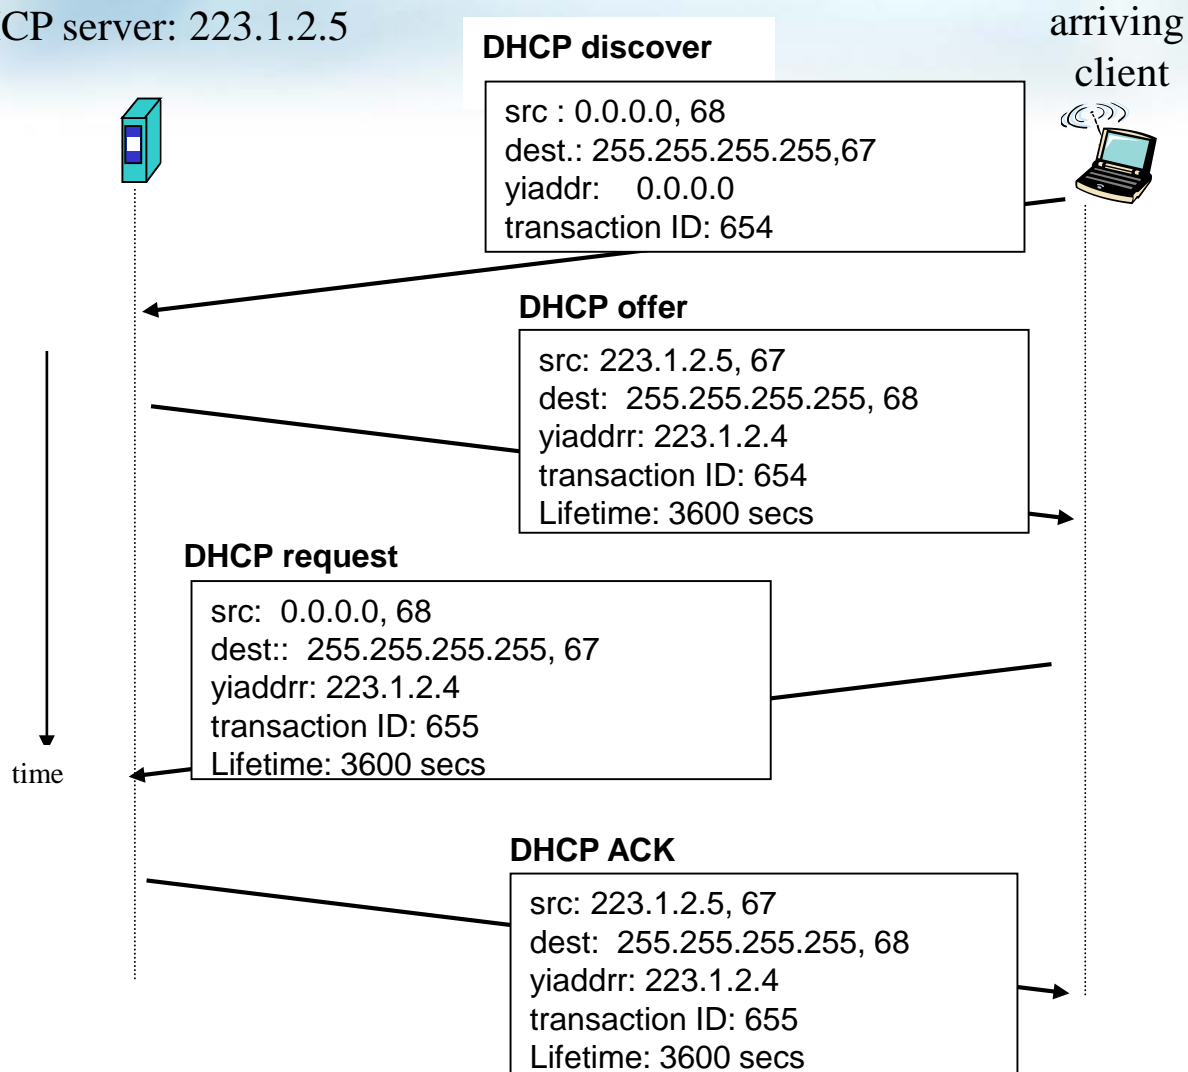 CP server: 223.1.2.5
arriving
client
DHCP discover
src : 0.0.0.0, 68
dest.: 255.255.255.255,67
yiaddr: 0.0.0.0
transaction ID: 654
DHCP offer
src: 223.1.2.5, 67
dest: 255.255.255.255, 68
yiaddrr: 223.1.2.4
transaction ID: 654
Lifetime: 3600 secs
DHCP request
src: 0.0.0.0, 68
dest:: 255.255.255.255, 67
yiaddrr: 223.1.2.4
transaction ID: 655
Lifetime: 3600 secs
time
DHCP ACK
src: 223.1.2.5, 67
dest: 255.255.255.255, 68
yiaddrr: 223.1.2.4
transaction ID: 655
Lifetime: 3600 secs